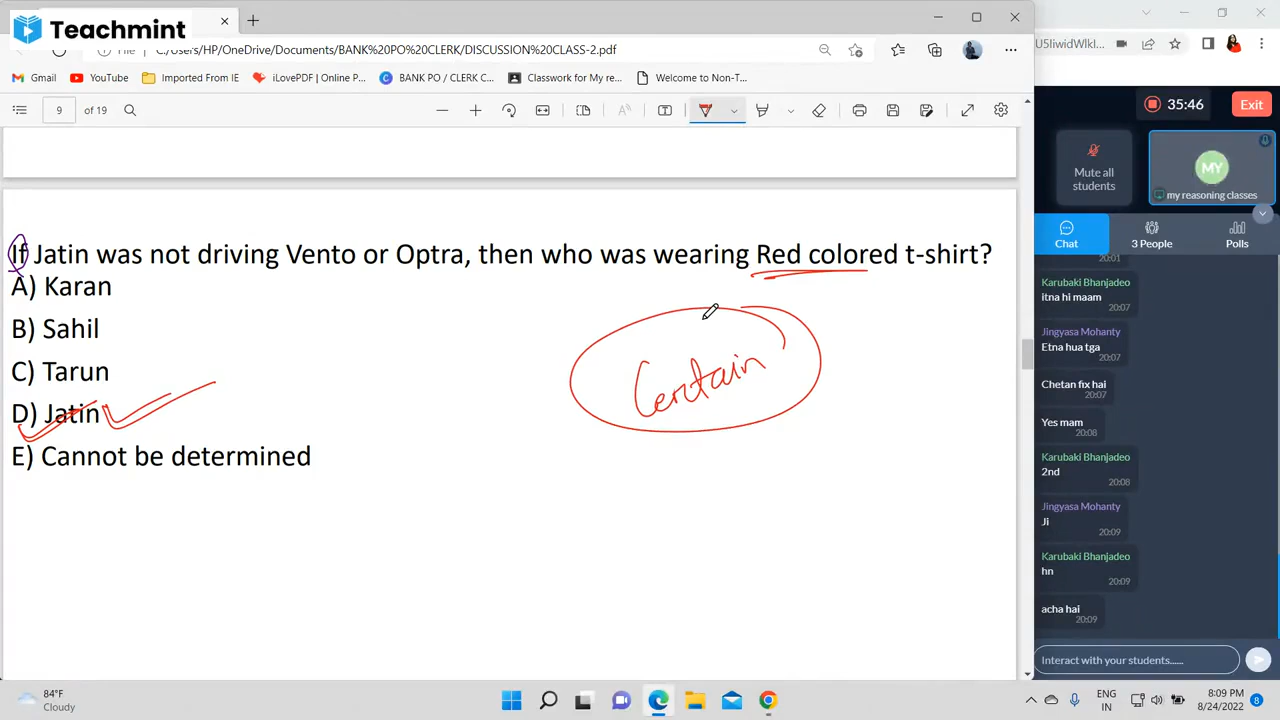 Teachmint
File
C:/Users/HP/OneDrive/Documents/BANK%20PO%20CLERK/DISCUSSION%20CLASS-2.pdf
Gmail
YouTube
Imported From IE
iLovePDF | Online P...
BANK PO / CLERK C...
Classwork for My re...
Welcome to Non-T...
9 of 19
If Jatin was not driving Vento or Optra, then who was wearing Red colored t-shirt?
A) Karan
B) Sahil
C) Tarun
D) Jatin
E) Cannot be determined
Certain
U5IiwidWlkI...
35:46
Exit
Mute all
students
MY
my reasoning classes
Chat
3 People
Polls
20:01
Karubaki Bhanjadeo
itna hi maam
20:07
Jingyasa Mohanty
Etna hua tga
20:07
Chetan fix hai
20:07
Yes mam
20:08
Karubaki Bhanjadeo
2nd
20:08
Jingyasa Mohanty
Ji
20:09
Karubaki Bhanjadeo
hn
20:09
acha hai
20:09
Interact with your students......
84°F
Cloudy
ENG
IN
8:09 PM
8/24/2022
8